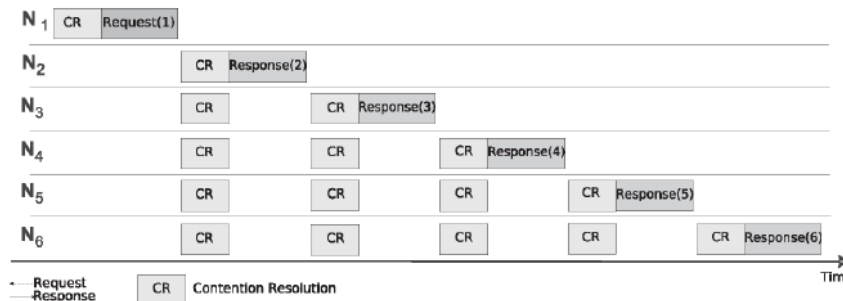 N1 CR Request(1)
N2 CR Response(2)
N3 CR CR Response(3)
N4 CR CR CR Response(4)
N5 CR CR CR CR Response(5)
N6 CR CR CR CR CR Response(6)
Tim
Request
Response
CR Contention Resolution